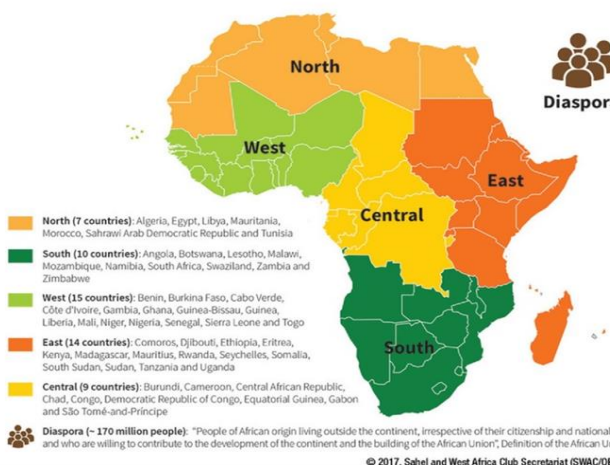 North
Diaspor
West
East
Central
South
North (7 countries): Algeria, Egypt, Libya, Mauritania,
Morocco, Sahrawi Arab Democratic Republic and Tunisia
South (10 countries): Angola, Botswana, Lesotho, Malawi,
Mozambique, Namibia, South Africa, Swaziland, Zambia and
Zimbabwe
West (15 countries): Benin, Burkina Faso, Cabo Verde,
Côte d'Ivoire, Gambia, Ghana, Guinea-Bissau, Guinea,
Liberia, Mali, Niger, Nigeria, Senegal, Sierra Leone and Togo
East (14 countries): Comoros, Djibouti, Ethiopia, Eritrea,
Kenya, Madagascar, Mauritius, Rwanda, Seychelles, Somalia,
South Sudan, Sudan, Tanzania and Uganda
Central (9 countries): Burundi, Cameroon, Central African Republic,
Chad, Congo, Democratic Republic of Congo, Equatorial Guinea, Gabon
and São Tomé-and-Príncipe
Diaspora (~ 170 million people): "People of African origin living outside the continent, irrespective of their citizenship and national
and who are willing to contribute to the development of the continent and the building of the African Union", Definition of the African Un
© 2017. Sahel and West Africa Club Secretariat (SWAC/OE